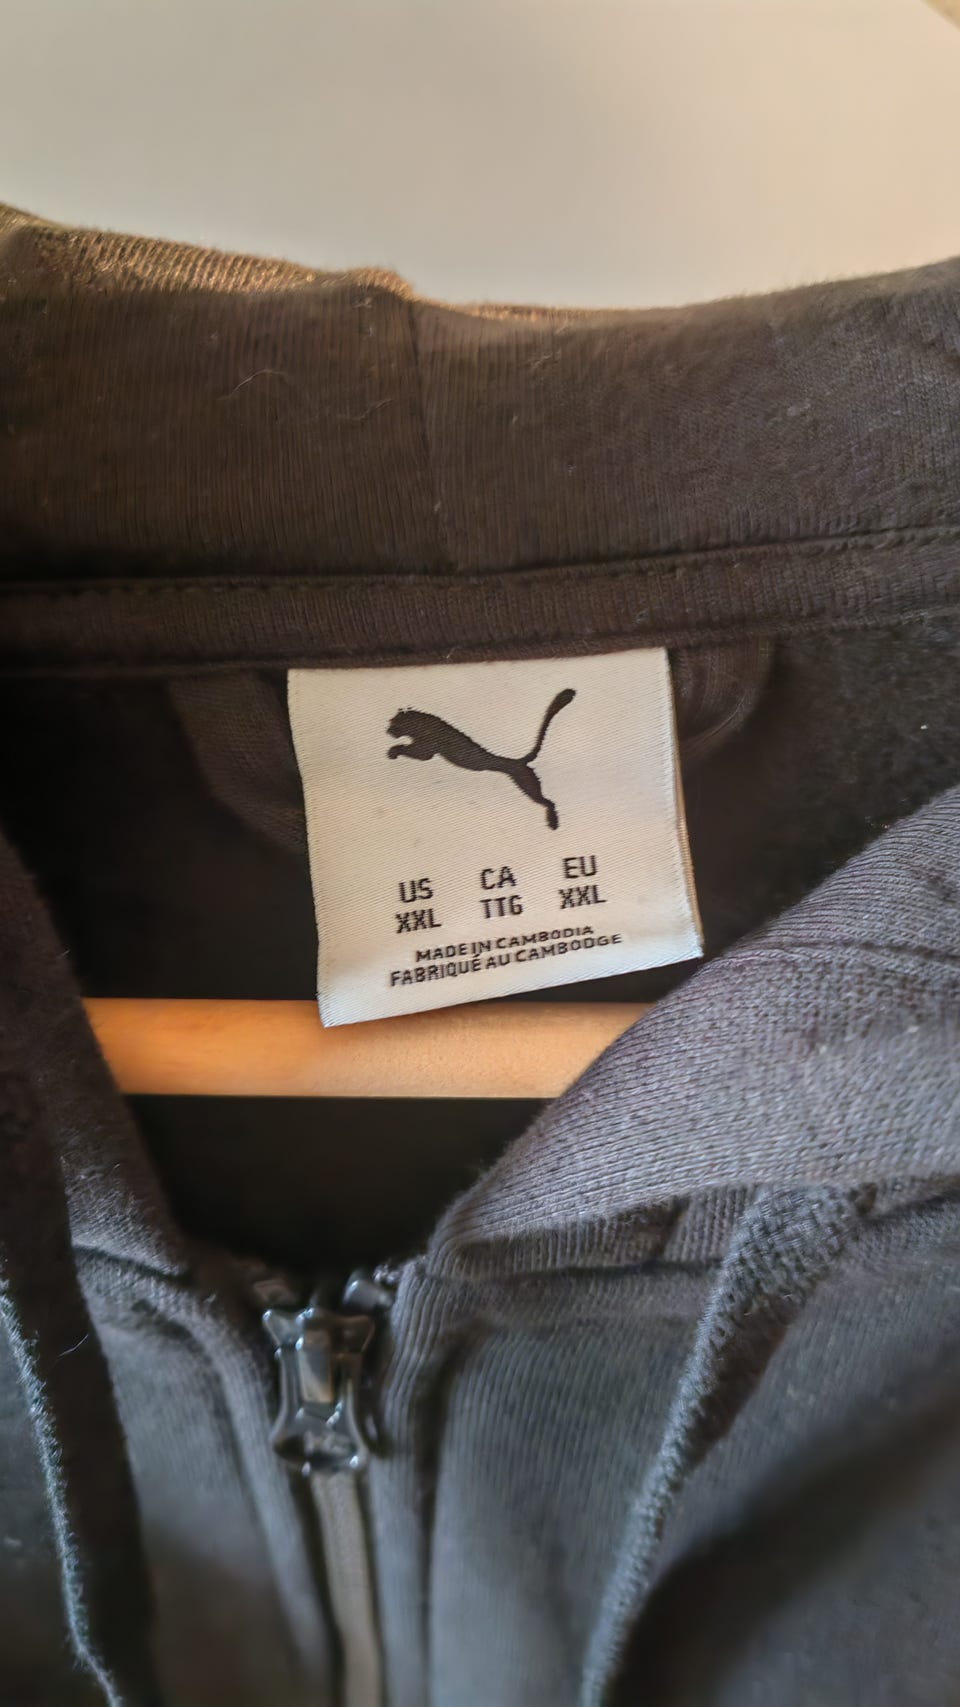 US CA EU
XXL TTG XXL
MADE IN CAMBODIA
FABRIQUÉ AU CAMBODGE